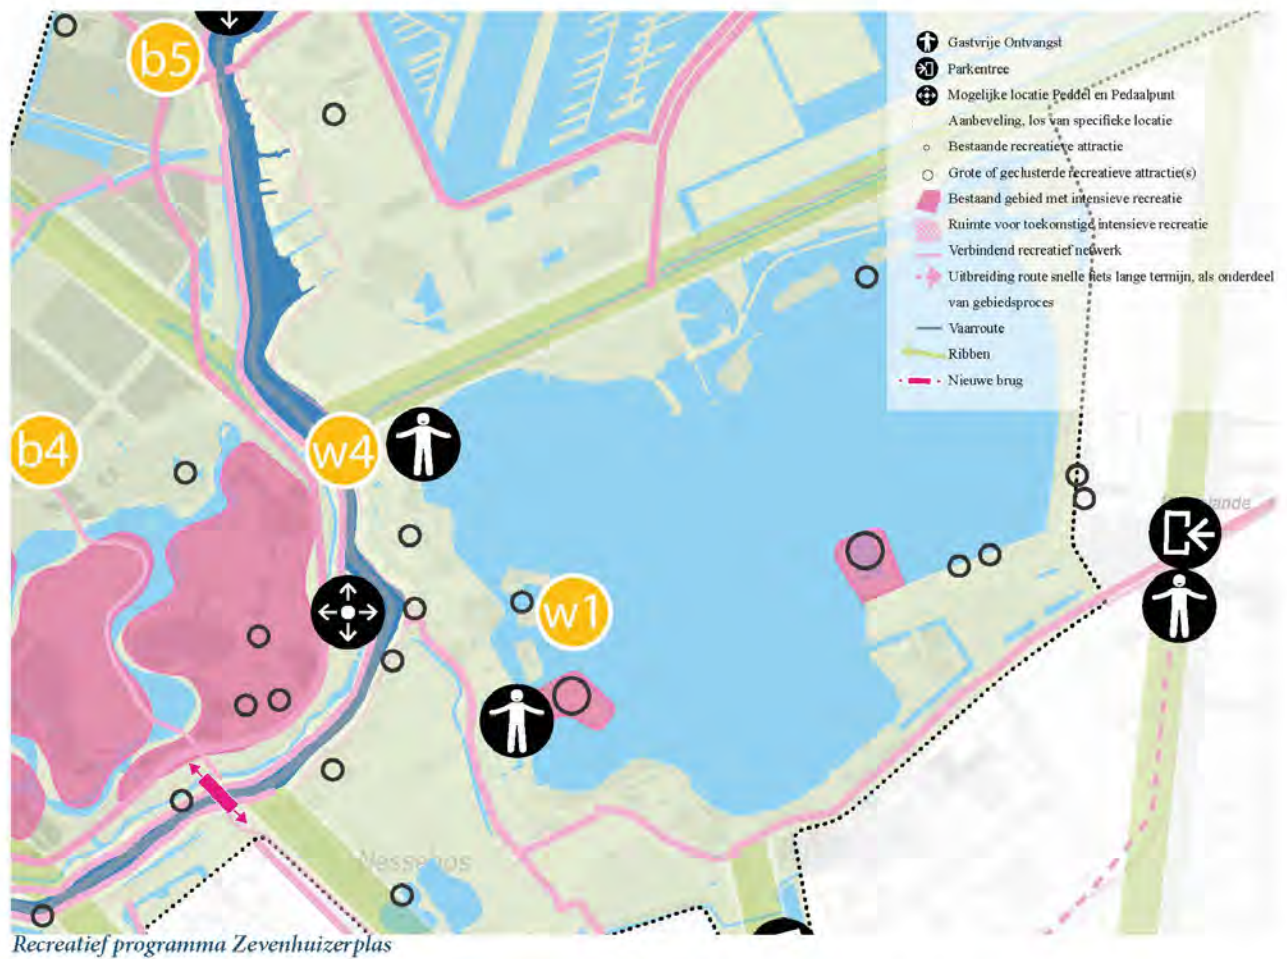 b5
Gastvrije Ontvangst
Parkentree
Mogelijke locatie Peddel en Pedaalpunt
Aanbeveling, los van specifieke locatie
Bestaande recreatieve attractie
Grote of geclusterde recreatieve attractie(s)
Bestaand gebied met intensieve recreatie
Ruimte voor toekomstige intensieve recreatie
Verbindend recreatief netwerk
Uitbreiding route snelle fiets lange termijn, als onderdeel
van gebiedsproces
Vaarroute
Ribben
Nieuwe brug
b4
w4
w1
Nessebos
Recreatief programma Zevenhuizerplas